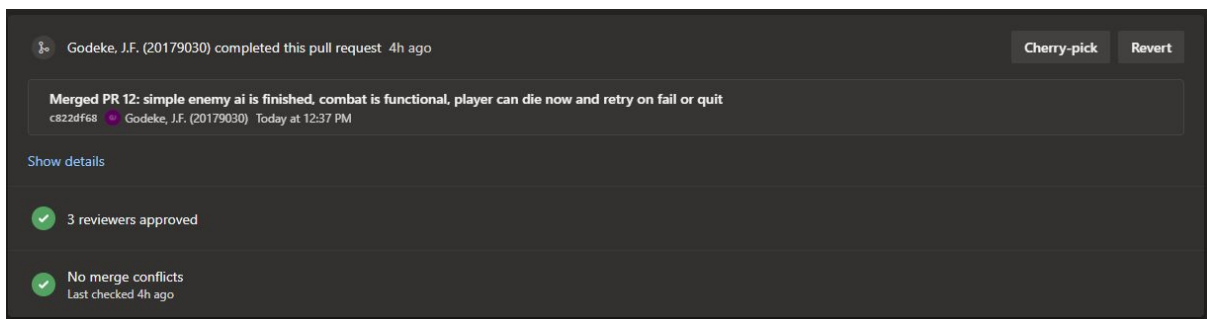 Godeke, J.F. (20179030) completed this pull request 4h ago
Cherry-pick
Revert
Merged PR 12: simple enemy ai is finished, combat is functional, player can die now and retry on fail or quit
c822df68 Godeke, J.F. (20179030) Today at 12:37 PM
Show details
3 reviewers approved
No merge conflicts
Last checked 4h ago